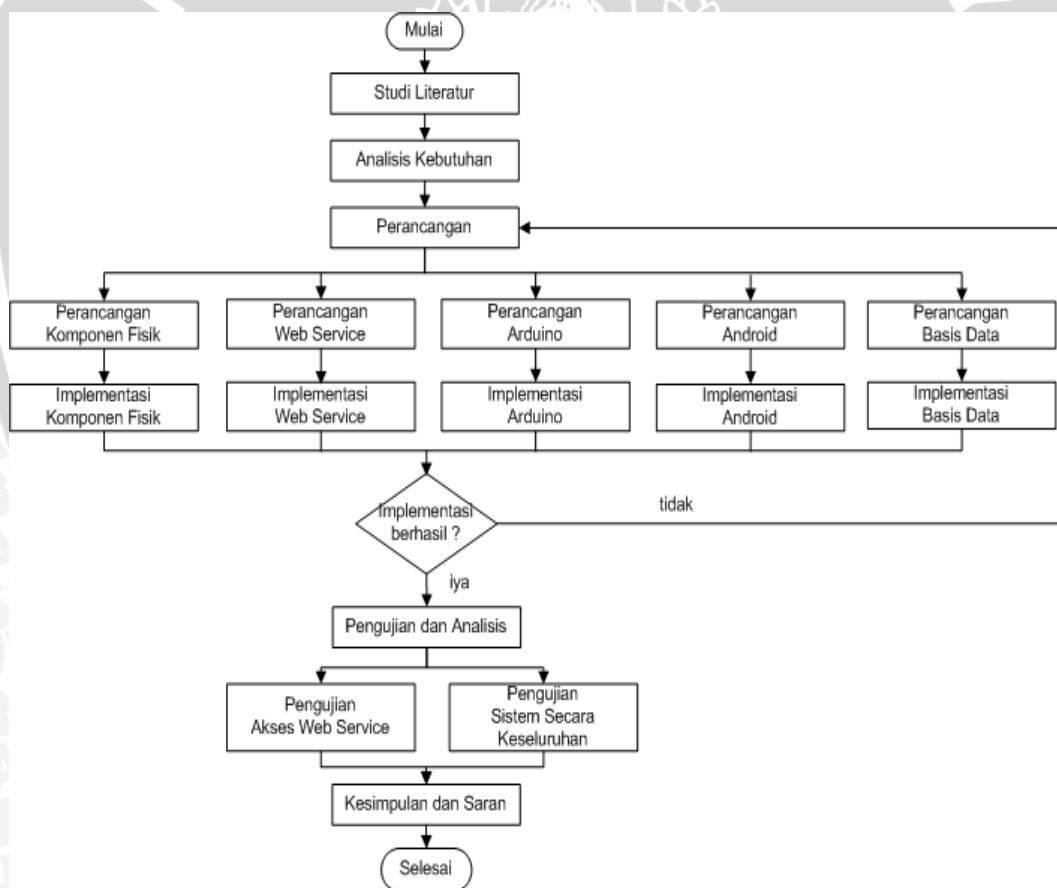 Mulai
Studi Literatur
Analisis Kebutuhan
Perancangan
Perancangan
Komponen Fisik
Perancangan
Web Service
Perancangan
Arduino
Perancangan
Android
Perancangan
Basis Data
Implementasi
Komponen Fisik
Implementasi
Web Service
Implementasi
Arduino
Implementasi
Android
Implementasi
Basis Data
Implementasi
berhasil ?
tidak
iya
Pengujian dan Analisis
Pengujian
Akses Web Service
Pengujian
Sistem Secara
Keseluruhan
Kesimpulan dan Saran
Selesai